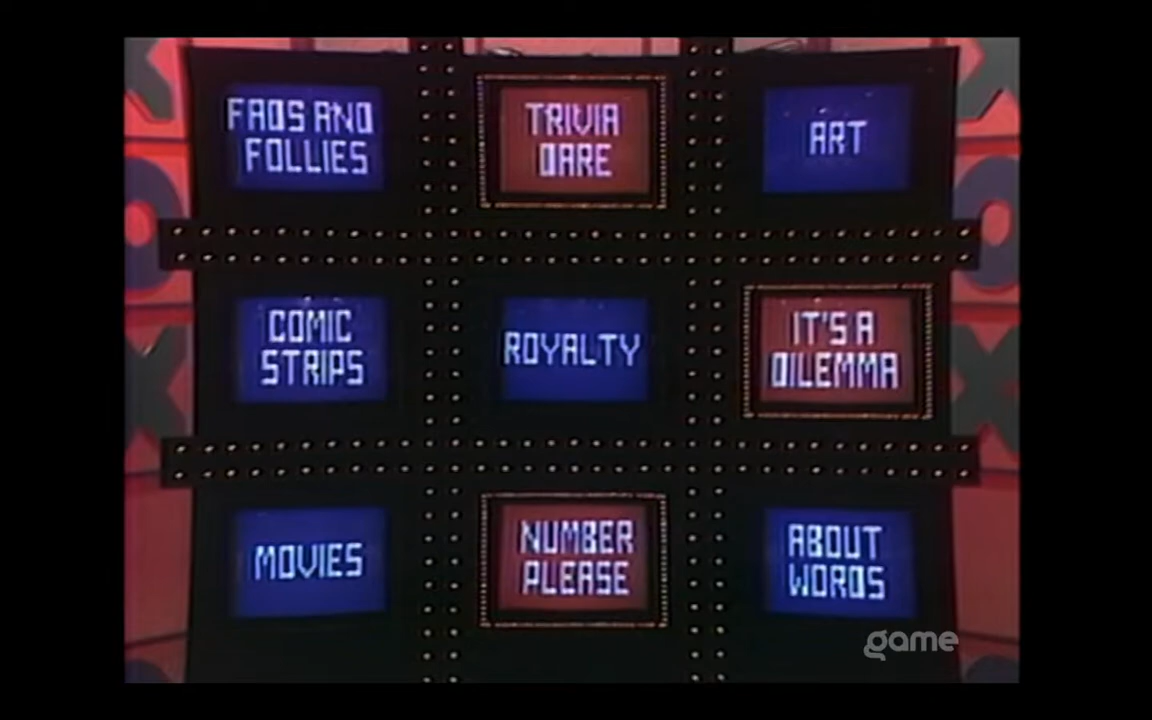 FADS AND
FOLLIES
TRIVIA
DARE
ART
COMIC
STRIPS
ROYALTY
IT'S A
DILEMMA
MOVIES
NUMBER
PLEASE
ABOUT
WORDS
game